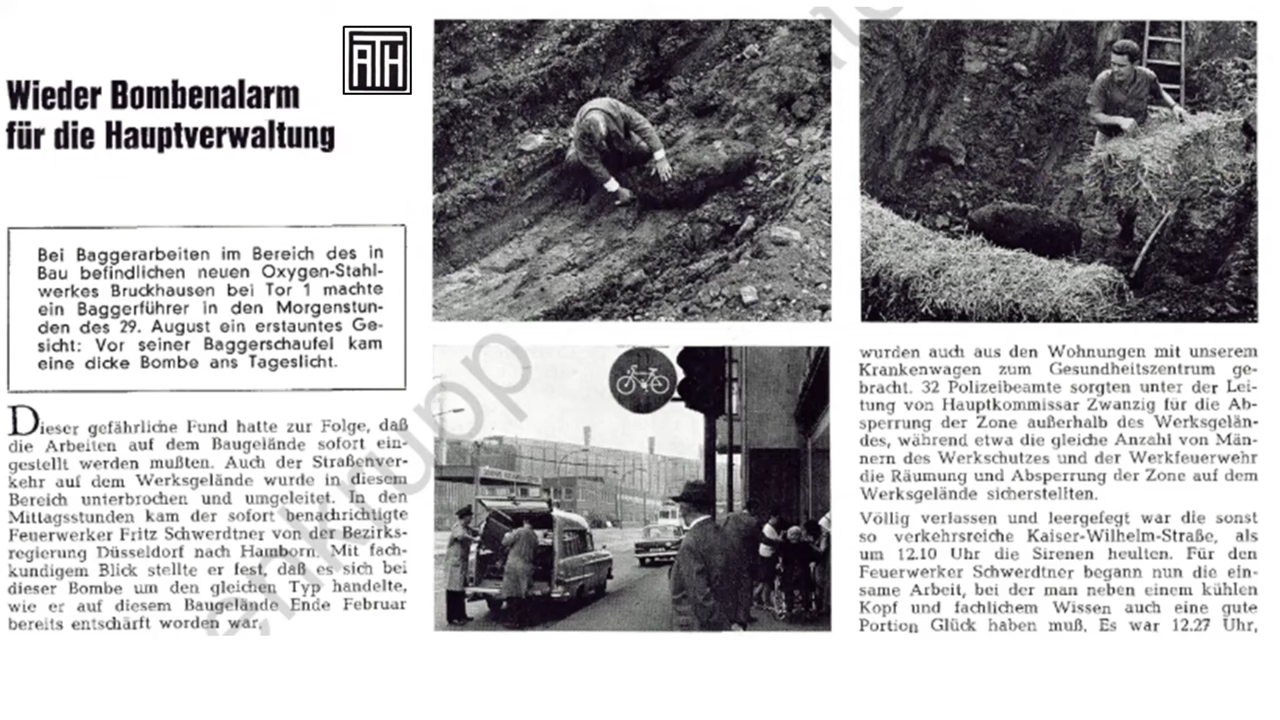 Wieder Bombenalarm
für die Hauptverwaltung
ATH
Bei Baggerarbeiten im Bereich des in
Bau befindlichen neuen Oxygen-Stahl-
werkes Bruckhausen bei Tor 1 machte
ein Baggerführer in den Morgenstun-
den des 29. August ein erstauntes Ge-
sicht: Vor seiner Baggerschaufel kam
eine dicke Bombe ans Tageslicht.
Dieser gefährliche Fund hatte zur Folge, daß
die Arbeiten auf dem Baugelände sofort ein-
gestellt werden mußten. Auch der Straßenver-
kehr auf dem Werksgelände wurde in diesem
Bereich unterbrochen und umgeleitet. In den
Mittagsstunden kam der sofort benachrichtigte
Feuerwerker Fritz Schwerdtner von der Bezirks-
regierung Düsseldorf nach Hamborn. Mit fach-
kundigem Blick stellte er fest, daß es sich bei
dieser Bombe um den gleichen Typ handelte,
wie er auf diesem Baugelände Ende Februar
bereits entschärft worden war.
wurden auch aus den Wohnungen mit unserem
Krankenwagen zum Gesundheitszentrum ge-
bracht. 32 Polizeibeamte sorgten unter der Lei-
tung von Hauptkommissar Zwanzig für die Ab-
sperrung der Zone außerhalb des Werksgelän-
des, während etwa die gleiche Anzahl von Män-
nern des Werkschutzes und der Werkfeuerwehr
die Räumung und Absperrung der Zone auf dem
Werksgelände sicherstellten.
Völlig verlassen und leergefegt war die sonst
so verkehrsreiche Kaiser-Wilhelm-Straße, als
um 12.10 Uhr die Sirenen heulten. Für den
Feuerwerker Schwerdtner begann nun die ein-
same Arbeit, bei der man neben einem kühlen
Kopf und fachlichem Wissen auch eine gute
Portion Glück haben muß. Es war 12.27 Uhr,